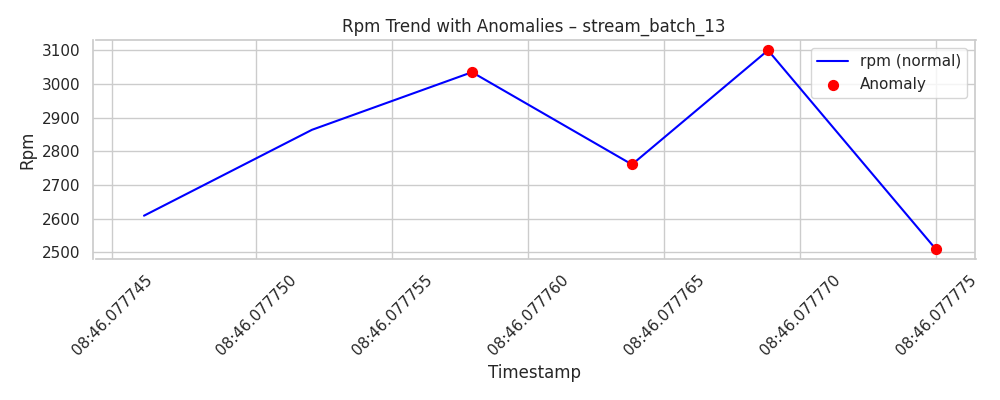 Rpm Trend with Anomalies – stream_batch_13
rpm (normal)
Anomaly
Rpm
3100
3000
2900
2800
2700
2600
2500
08:46.077745
08:46.077750
08:46.077755
08:46.077760
08:46.077765
08:46.077770
08:46.077775
Timestamp